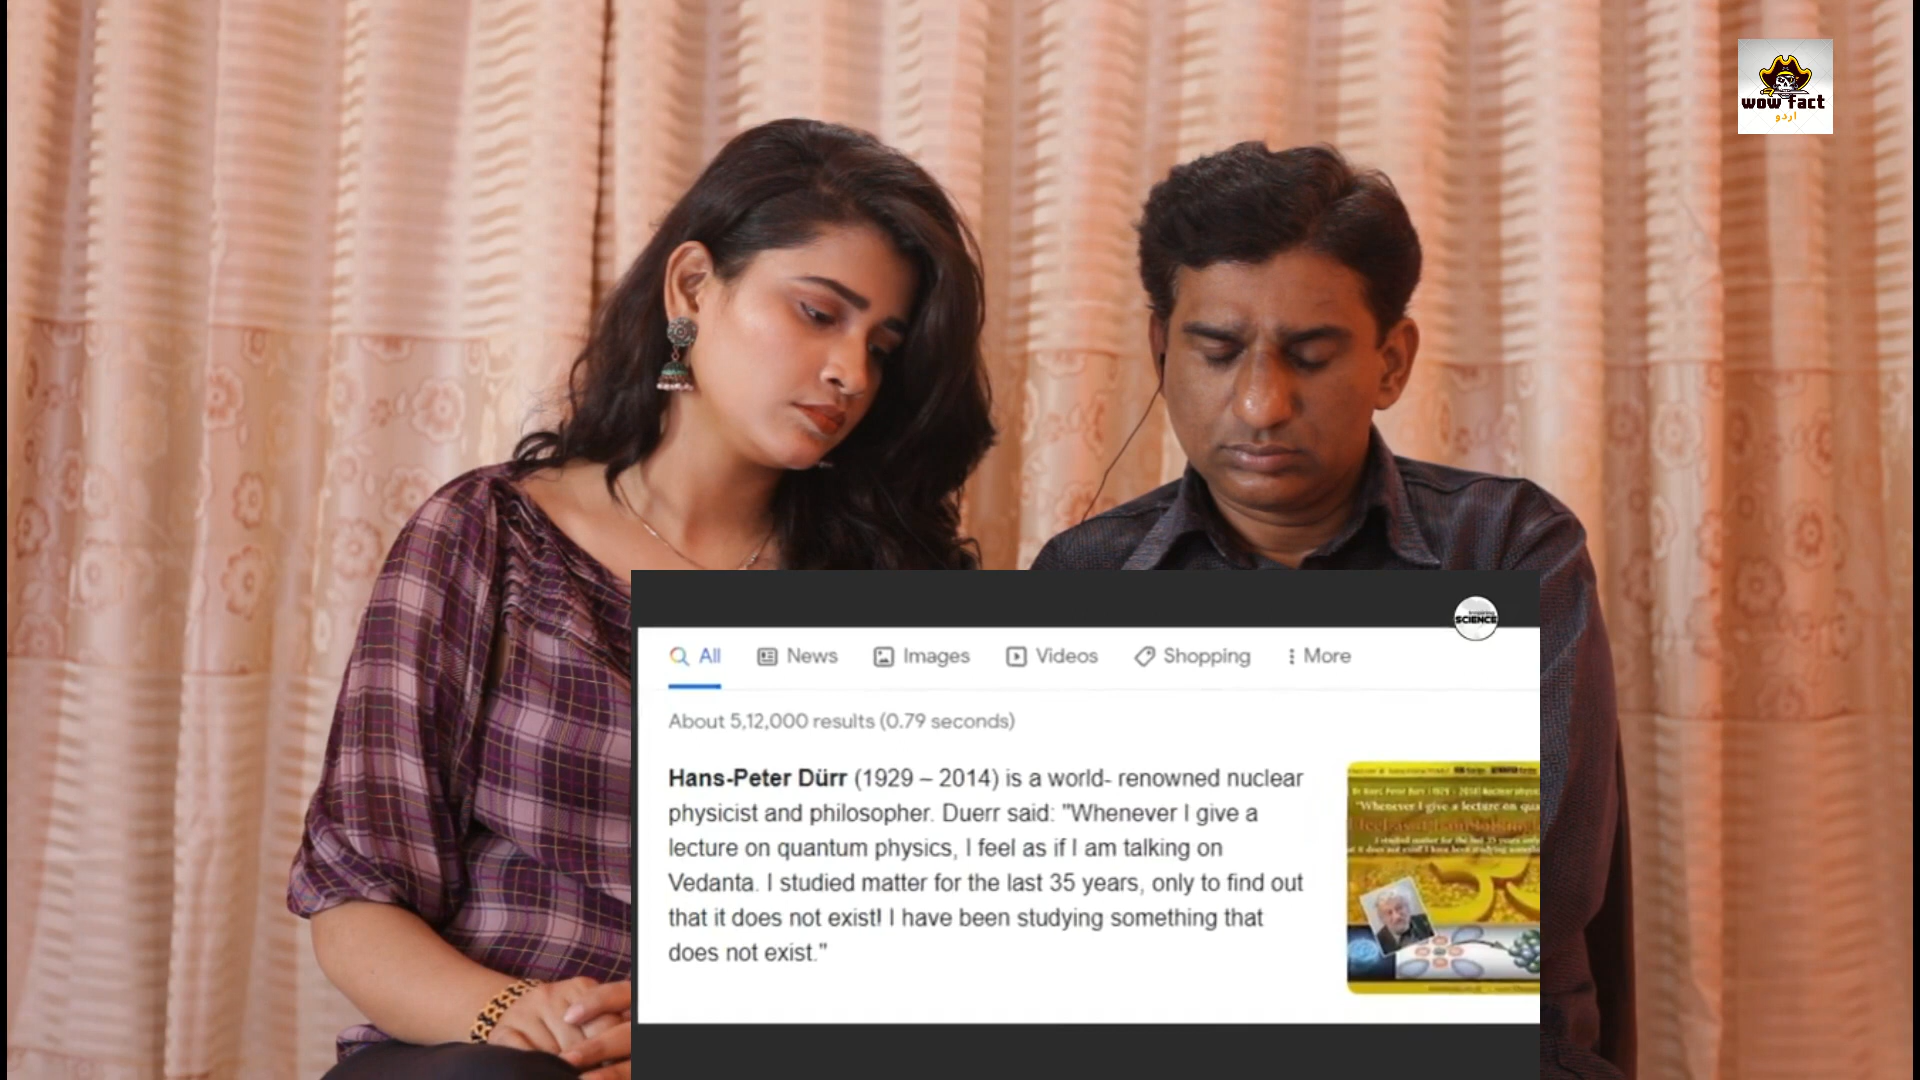 wow fact
اردو
SCIENCE
All News Images Videos Shopping More
About 5,12,000 results (0.79 seconds)
Hans-Peter Dürr (1929 – 2014) is a world- renowned nuclear
physicist and philosopher. Duerr said: "Whenever I give a
lecture on quantum physics, I feel as if I am talking on
Vedanta. I studied matter for the last 35 years, only to find out
that it does not exist! I have been studying something that
does not exist."
"Whenever I give a lecture on qua